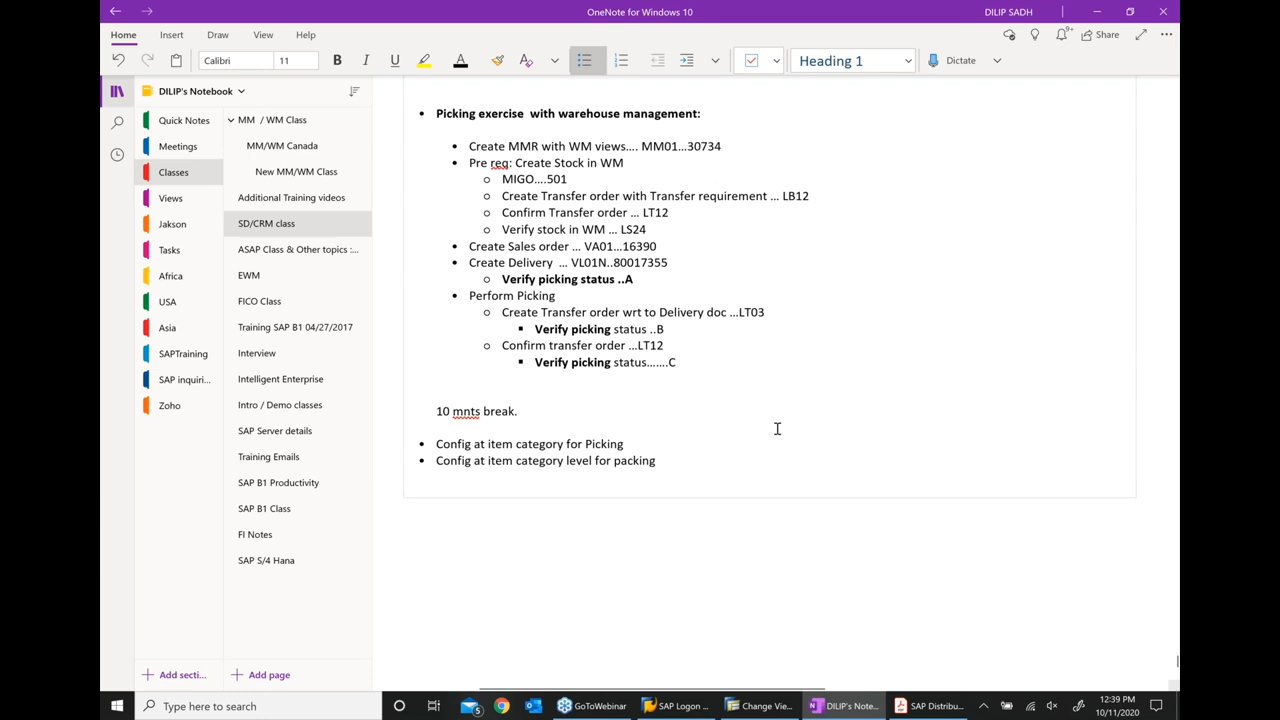 OneNote for Windows 10
DILIP SADH
Home Insert Draw View Help
9+
Share
Calibri 11 B I U A Heading 1 Dictate
DILIP's Notebook
Quick Notes
Meetings
Classes
Views
Jakson
Tasks
Africa
USA
Asia
SAPTraining
SAP inquiri...
Zoho
Add secti...
MM / WM Class
MM/WM Canada
New MM/WM Class
Additional Training videos
SD/CRM class
ASAP Class & Other topics :...
EWM
FICO Class
Training SAP B1 04/27/2017
Interview
Intelligent Enterprise
Intro / Demo classes
SAP Server details
Training Emails
SAP B1 Productivity
SAP B1 Class
FI Notes
SAP S/4 Hana
Add page
• Picking exercise with warehouse management:
• Create MMR with WM views.... MM01...30734
• Pre req: Create Stock in WM
o MIGO....501
o Create Transfer order with Transfer requirement ... LB12
o Confirm Transfer order ... LT12
o Verify stock in WM ... LS24
• Create Sales order ... VA01...16390
• Create Delivery ... VL01N..80017355
o Verify picking status ..A
• Perform Picking
o Create Transfer order wrt to Delivery doc ...LT03
▪ Verify picking status ..B
o Confirm transfer order ...LT12
▪ Verify picking status.......C
10 mnts break.
• Config at item category for Picking
• Config at item category level for packing
Type here to search
5
GoToWebinar
SAP Logon ...
Change Vie...
DILIP's Note...
SAP Distribu...
12:39 PM
10/11/2020